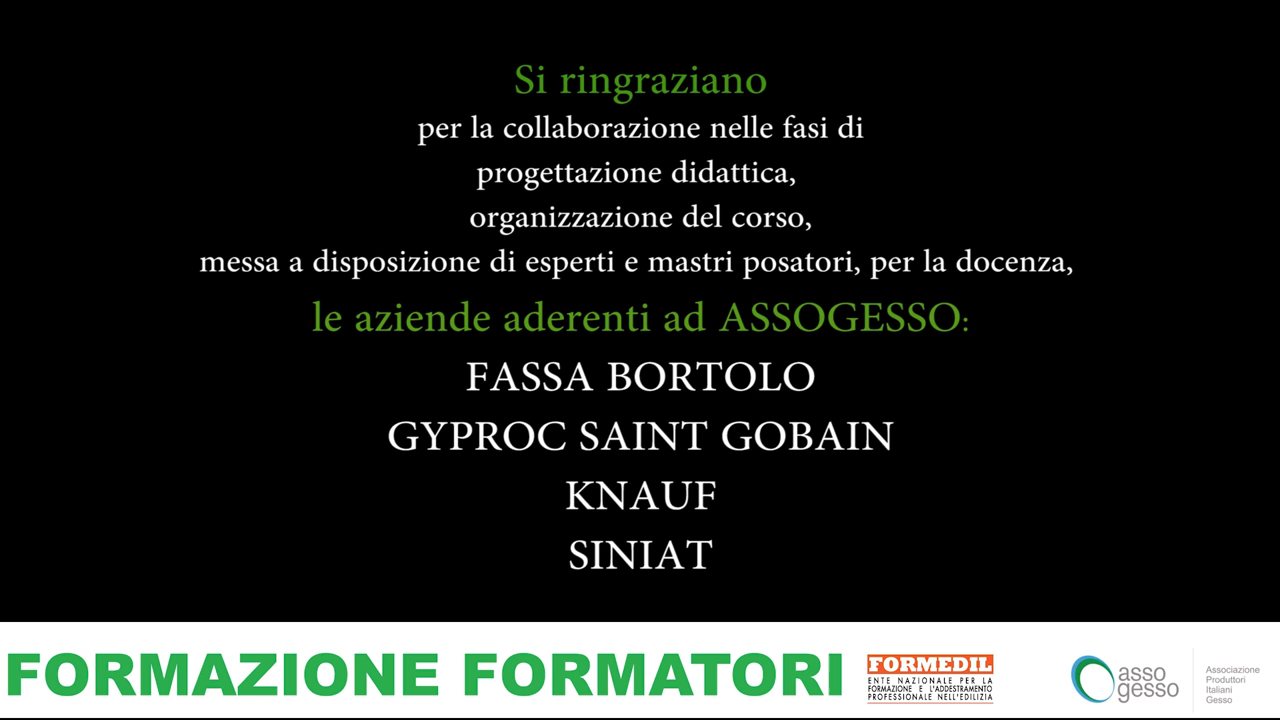 Si ringraziano
per la collaborazione nelle fasi di
progettazione didattica,
organizzazione del corso,
messa a disposizione di esperti e mastri posatori, per la docenza,
le aziende aderenti ad ASSOGESSO:
FASSA BORTOLO
GYPROC SAINT GOBAIN
KNAUF
SINIAT
FORMAZIONE FORMATORI
FORMEDIL
ENTE NAZIONALE PER LA
FORMAZIONE E L'ADDESTRAMENTO
PROFESSIONALE NELL'EDILIZIA
asso
gesso
Associazione
Produttori
Italiani
Gesso